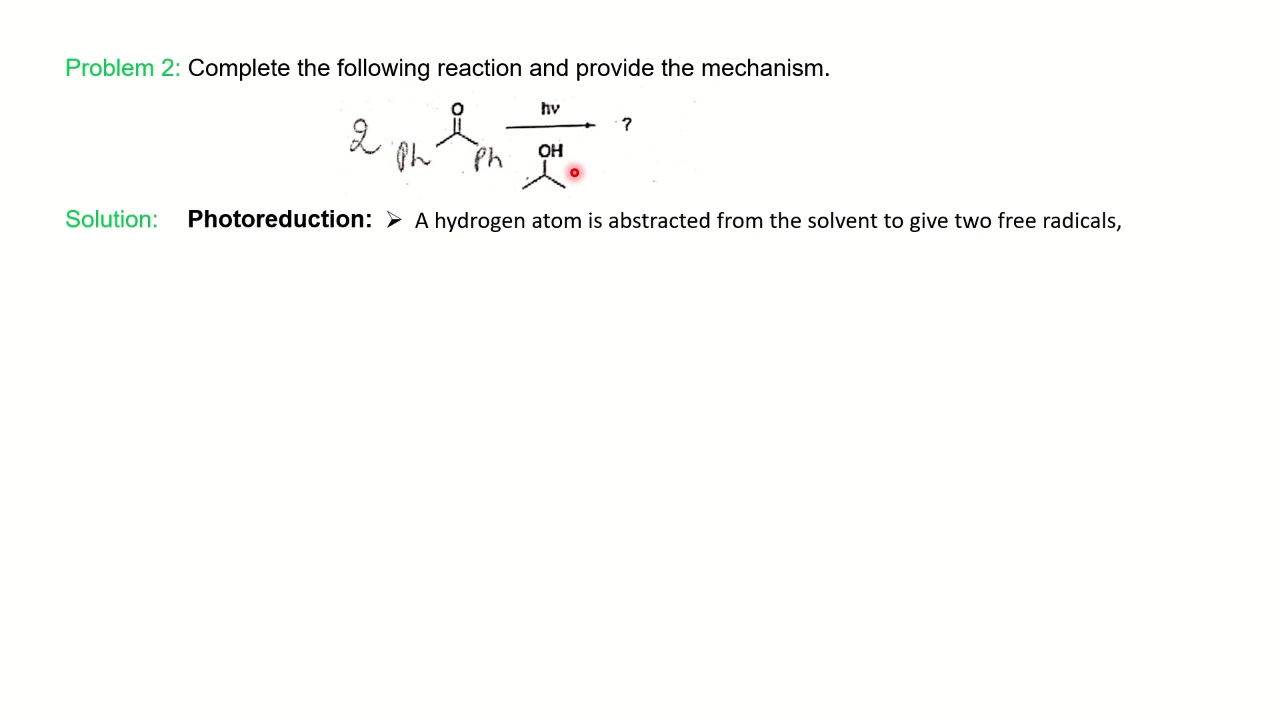 Problem 2: Complete the following reaction and provide the mechanism.
O
hν
2 Ph Ph
?
OH
Solution: Photoreduction: ➢ A hydrogen atom is abstracted from the solvent to give two free radicals,